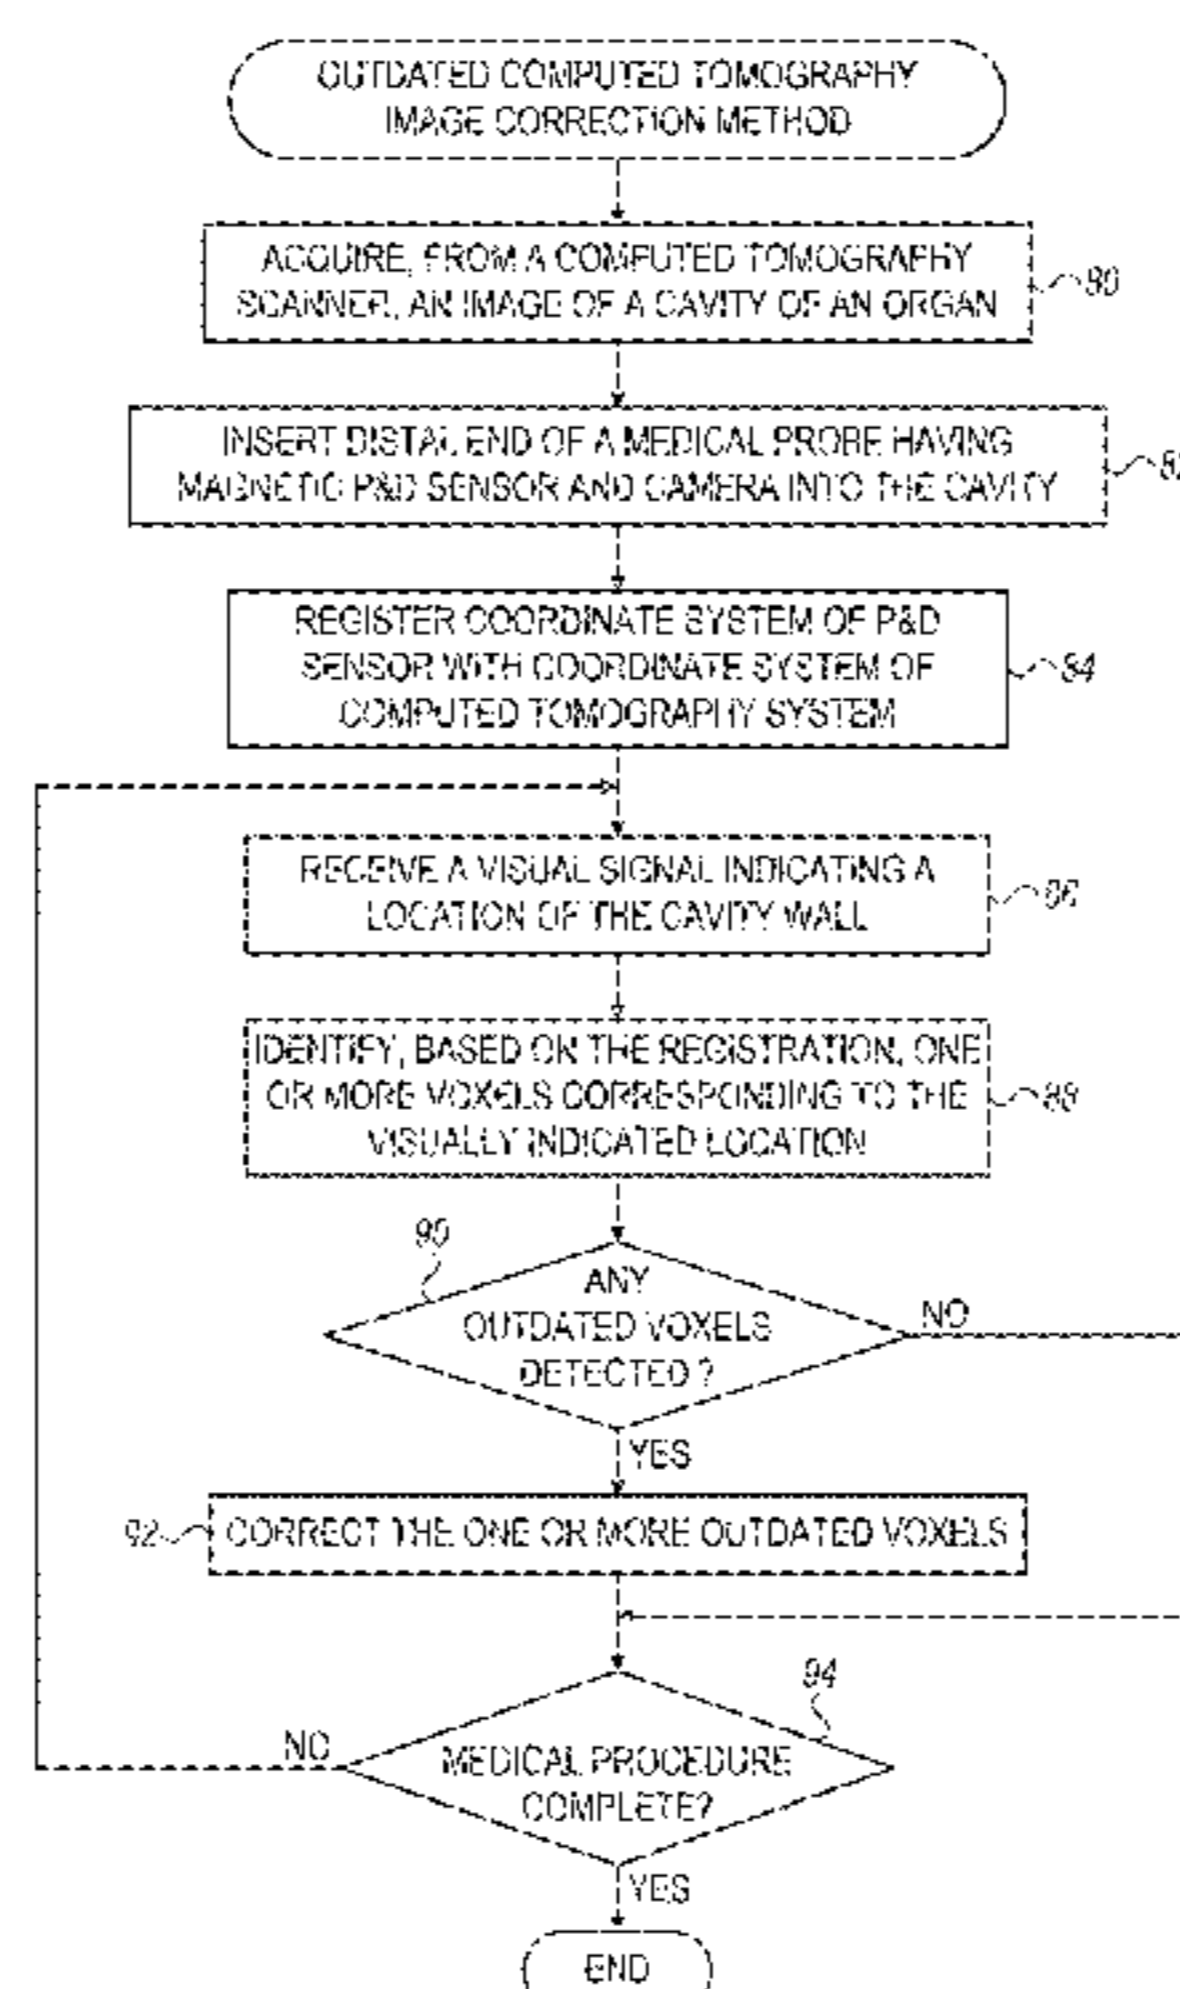 OUTDATED COMPUTED TOMOGRAPHY
IMAGE CORRECTION METHOD
ACQUIRE, FROM A COMPUTED TOMOGRAPHY
SCANNER, AN IMAGE OF A CAVITY OF AN ORGAN
80
INSERT DISTAL END OF A MEDICAL PROBE HAVING
MAGNETIC P&D SENSOR AND CAMERA INTO THE CAVITY
REGISTER COORDINATE SYSTEM OF P&D
SENSOR WITH COORDINATE SYSTEM OF
COMPUTED TOMOGRAPHY SYSTEM
84
RECEIVE A VISUAL SIGNAL INDICATING A
LOCATION OF THE CAVITY WALL
86
IDENTIFY, BASED ON THE REGISTRATION, ONE
OR MORE VOXELS CORRESPONDING TO THE
VISUALLY INDICATED LOCATION
88
90
ANY
OUTDATED VOXELS
DETECTED?
NO
YES
92
CORRECT THE ONE OR MORE OUTDATED VOXELS
94
NO
MEDICAL PROCEDURE
COMPLETE?
YES
END